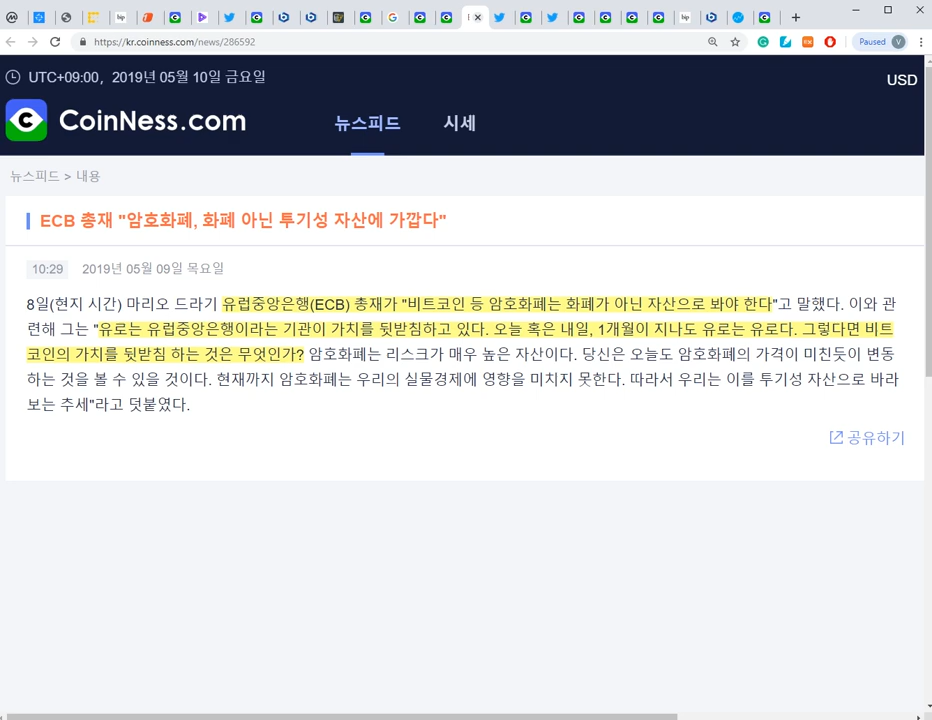 https://kr.coinness.com/news/286592
Paused
V
UTC+09:00, 2019년 05월 10일 금요일
USD
C CoinNess.com
뉴스피드
시세
뉴스피드 > 내용
ECB 총재 "암호화폐, 화폐 아닌 투기성 자산에 가깝다"
10:29
2019년 05월 09일 목요일
8일(현지 시간) 마리오 드라기 유럽중앙은행(ECB) 총재가 "비트코인 등 암호화폐는 화폐가 아닌 자산으로 봐야 한다"고 말했다. 이와 관
련해 그는 "유로는 유럽중앙은행이라는 기관이 가치를 뒷받침하고 있다. 오늘 혹은 내일, 1개월이 지나도 유로는 유로다. 그렇다면 비트
코인의 가치를 뒷받침 하는 것은 무엇인가? 암호화폐는 리스크가 매우 높은 자산이다. 당신은 오늘도 암호화폐의 가격이 미친듯이 변동
하는 것을 볼 수 있을 것이다. 현재까지 암호화폐는 우리의 실물경제에 영향을 미치지 못한다. 따라서 우리는 이를 투기성 자산으로 바라
보는 추세"라고 덧붙였다.
공유하기